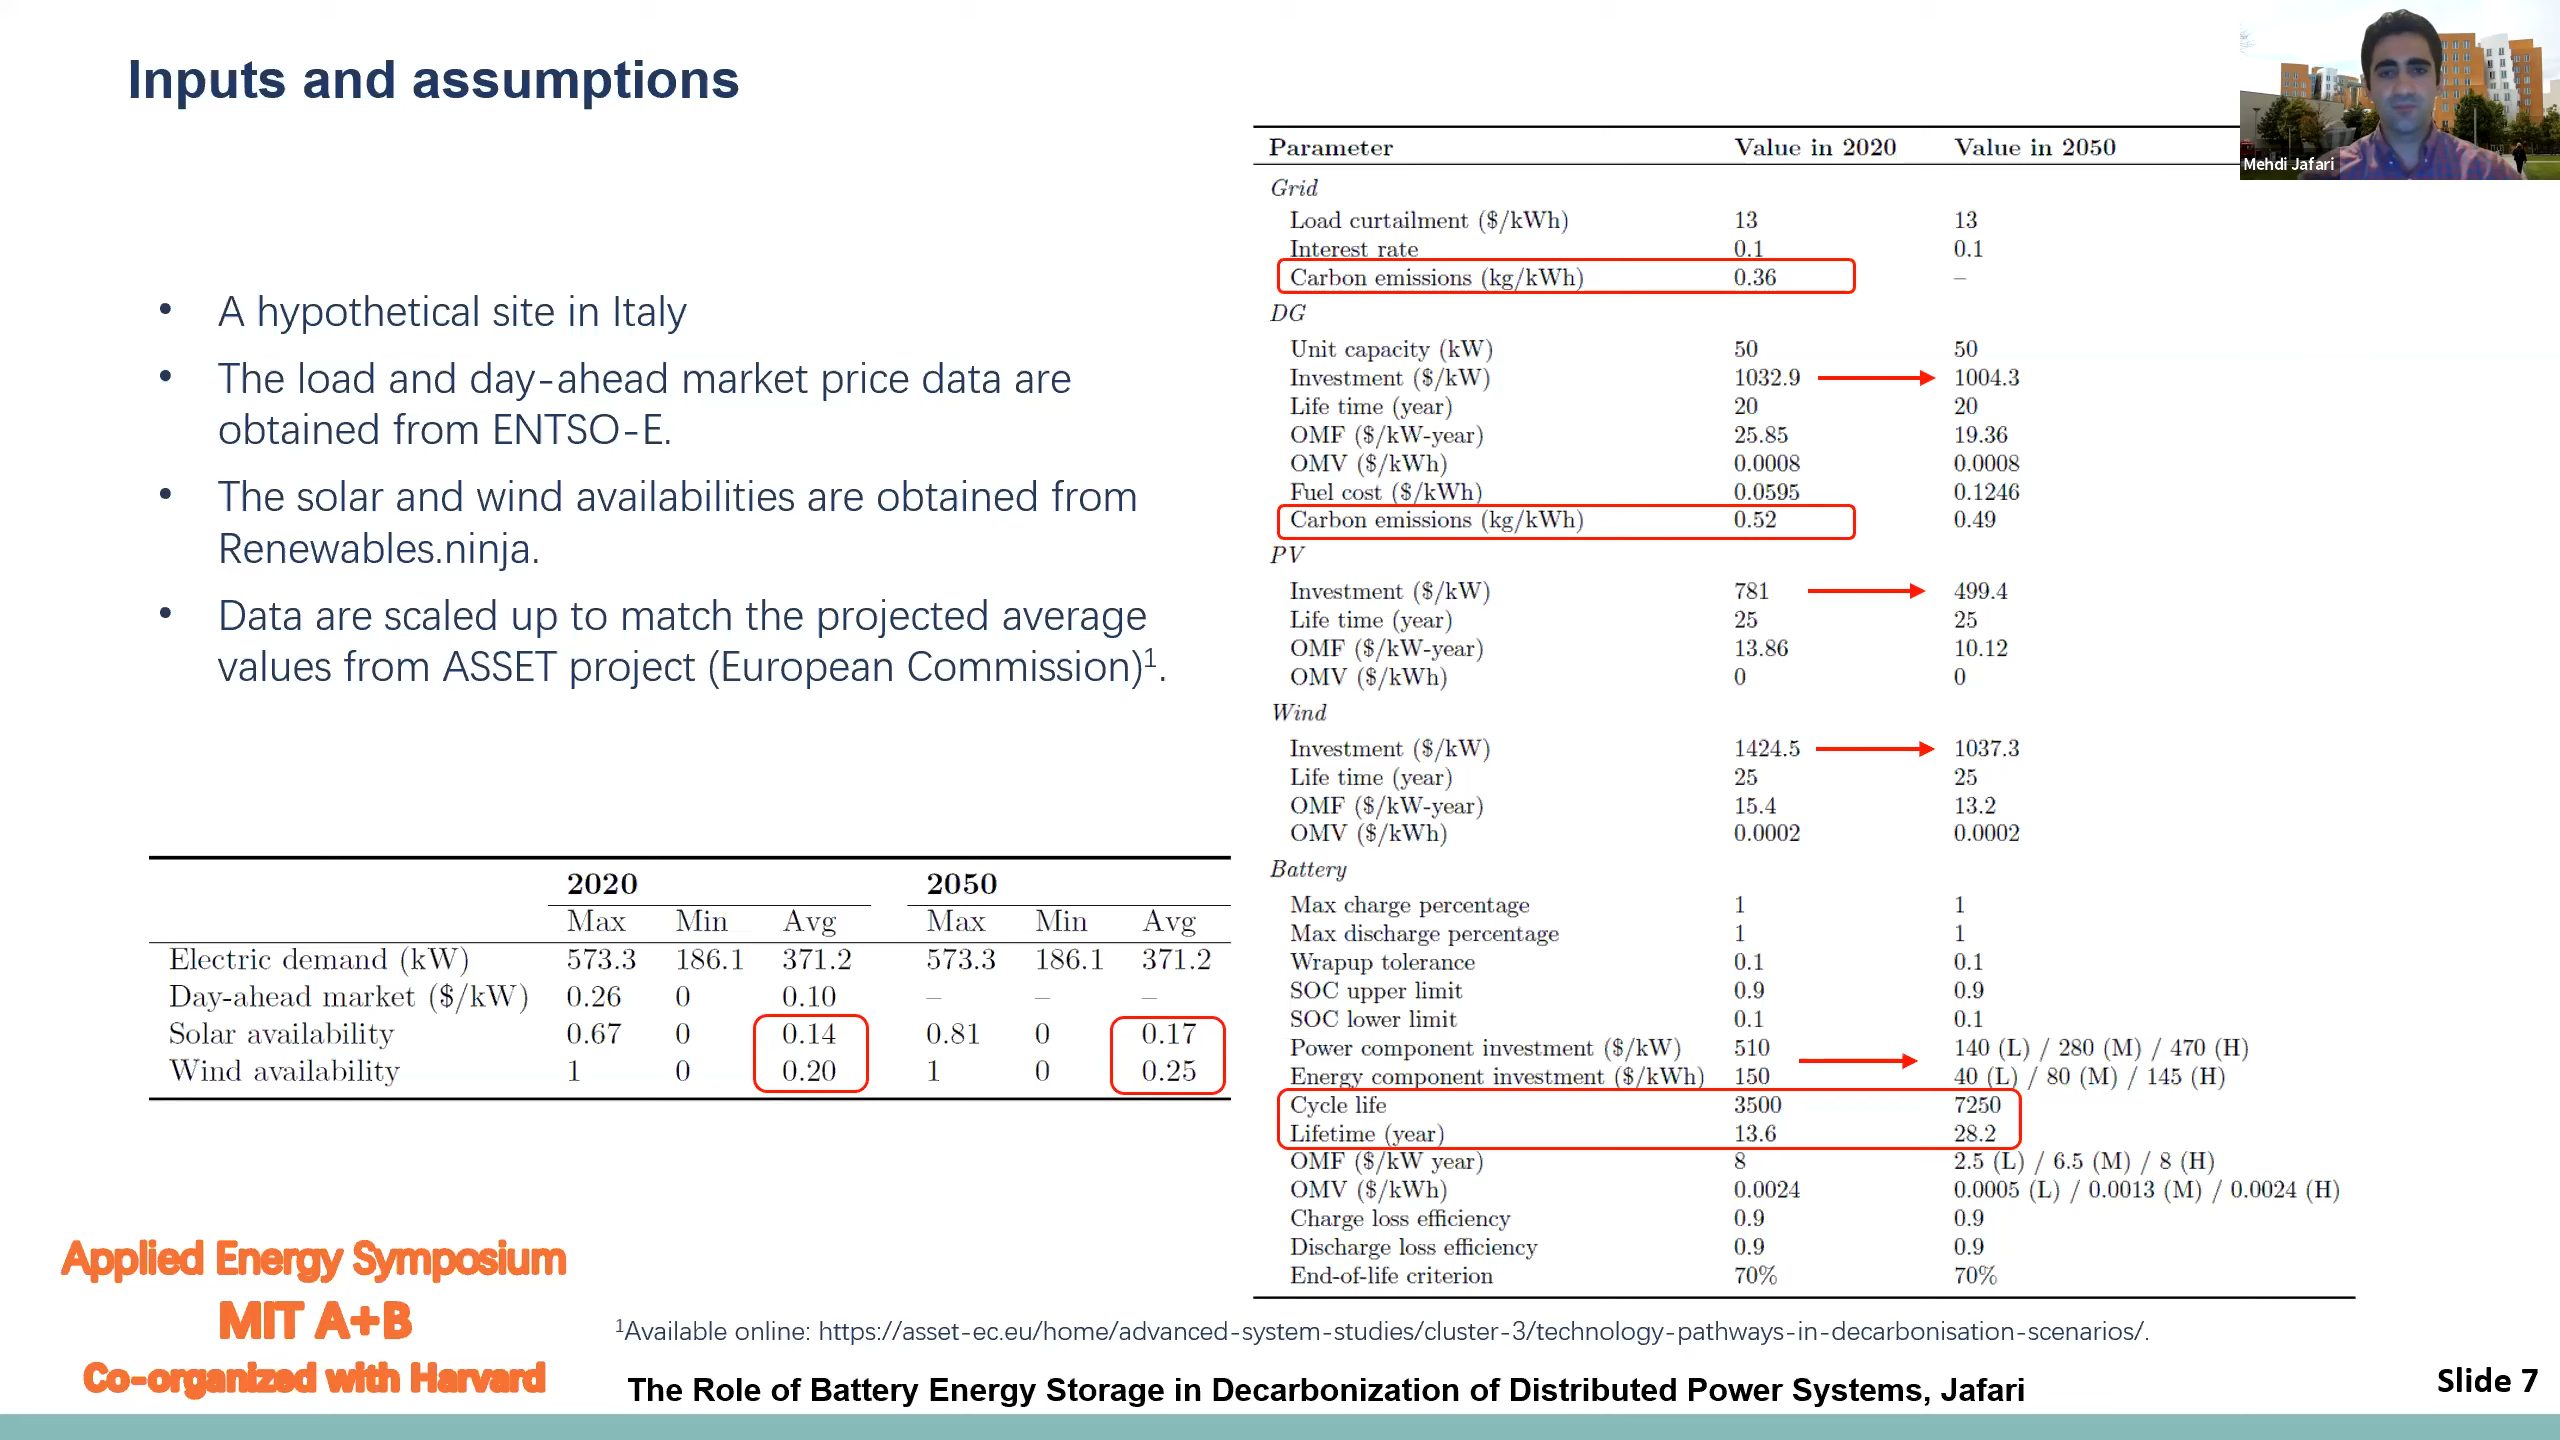 Inputs and assumptions
• A hypothetical site in Italy
• The load and day-ahead market price data are
obtained from ENTSO-E.
• The solar and wind availabilities are obtained from
Renewables.ninja.
• Data are scaled up to match the projected average
values from ASSET project (European Commission)¹.
2020 2050
Max Min Avg Max Min Avg
Electric demand (kW) 573.3 186.1 371.2 573.3 186.1 371.2
Day-ahead market ($/kW) 0.26 0 0.10 – – –
Solar availability 0.67 0 0.14 0.81 0 0.17
Wind availability 1 0 0.20 1 0 0.25
Parameter Value in 2020 Value in 2050
Grid
Load curtailment ($/kWh) 13 13
Interest rate 0.1 0.1
Carbon emissions (kg/kWh) 0.36 –
DG
Unit capacity (kW) 50 50
Investment ($/kW) 1032.9 1004.3
Life time (year) 20 20
OMF ($/kW-year) 25.85 19.36
OMV ($/kWh) 0.0008 0.0008
Fuel cost ($/kWh) 0.0595 0.1246
Carbon emissions (kg/kWh) 0.52 0.49
PV
Investment ($/kW) 781 499.4
Life time (year) 25 25
OMF ($/kW-year) 13.86 10.12
OMV ($/kWh) 0 0
Wind
Investment ($/kW) 1424.5 1037.3
Life time (year) 25 25
OMF ($/kW-year) 15.4 13.2
OMV ($/kWh) 0.0002 0.0002
Battery
Max charge percentage 1 1
Max discharge percentage 1 1
Wrapup tolerance 0.1 0.1
SOC upper limit 0.9 0.9
SOC lower limit 0.1 0.1
Power component investment ($/kW) 510 140 (L) / 280 (M) / 470 (H)
Energy component investment ($/kWh) 150 40 (L) / 80 (M) / 145 (H)
Cycle life 3500 7250
Lifetime (year) 13.6 28.2
OMF ($/kW year) 8 2.5 (L) / 6.5 (M) / 8 (H)
OMV ($/kWh) 0.0024 0.0005 (L) / 0.0013 (M) / 0.0024 (H)
Charge loss efficiency 0.9 0.9
Discharge loss efficiency 0.9 0.9
End-of-life criterion 70% 70%
Mehdi Jafari
Applied Energy Symposium
MIT A+B
Co-organized with Harvard
¹Available online: https://asset-ec.eu/home/advanced-system-studies/cluster-3/technology-pathways-in-decarbonisation-scenarios/.
The Role of Battery Energy Storage in Decarbonization of Distributed Power Systems, Jafari
Slide 7